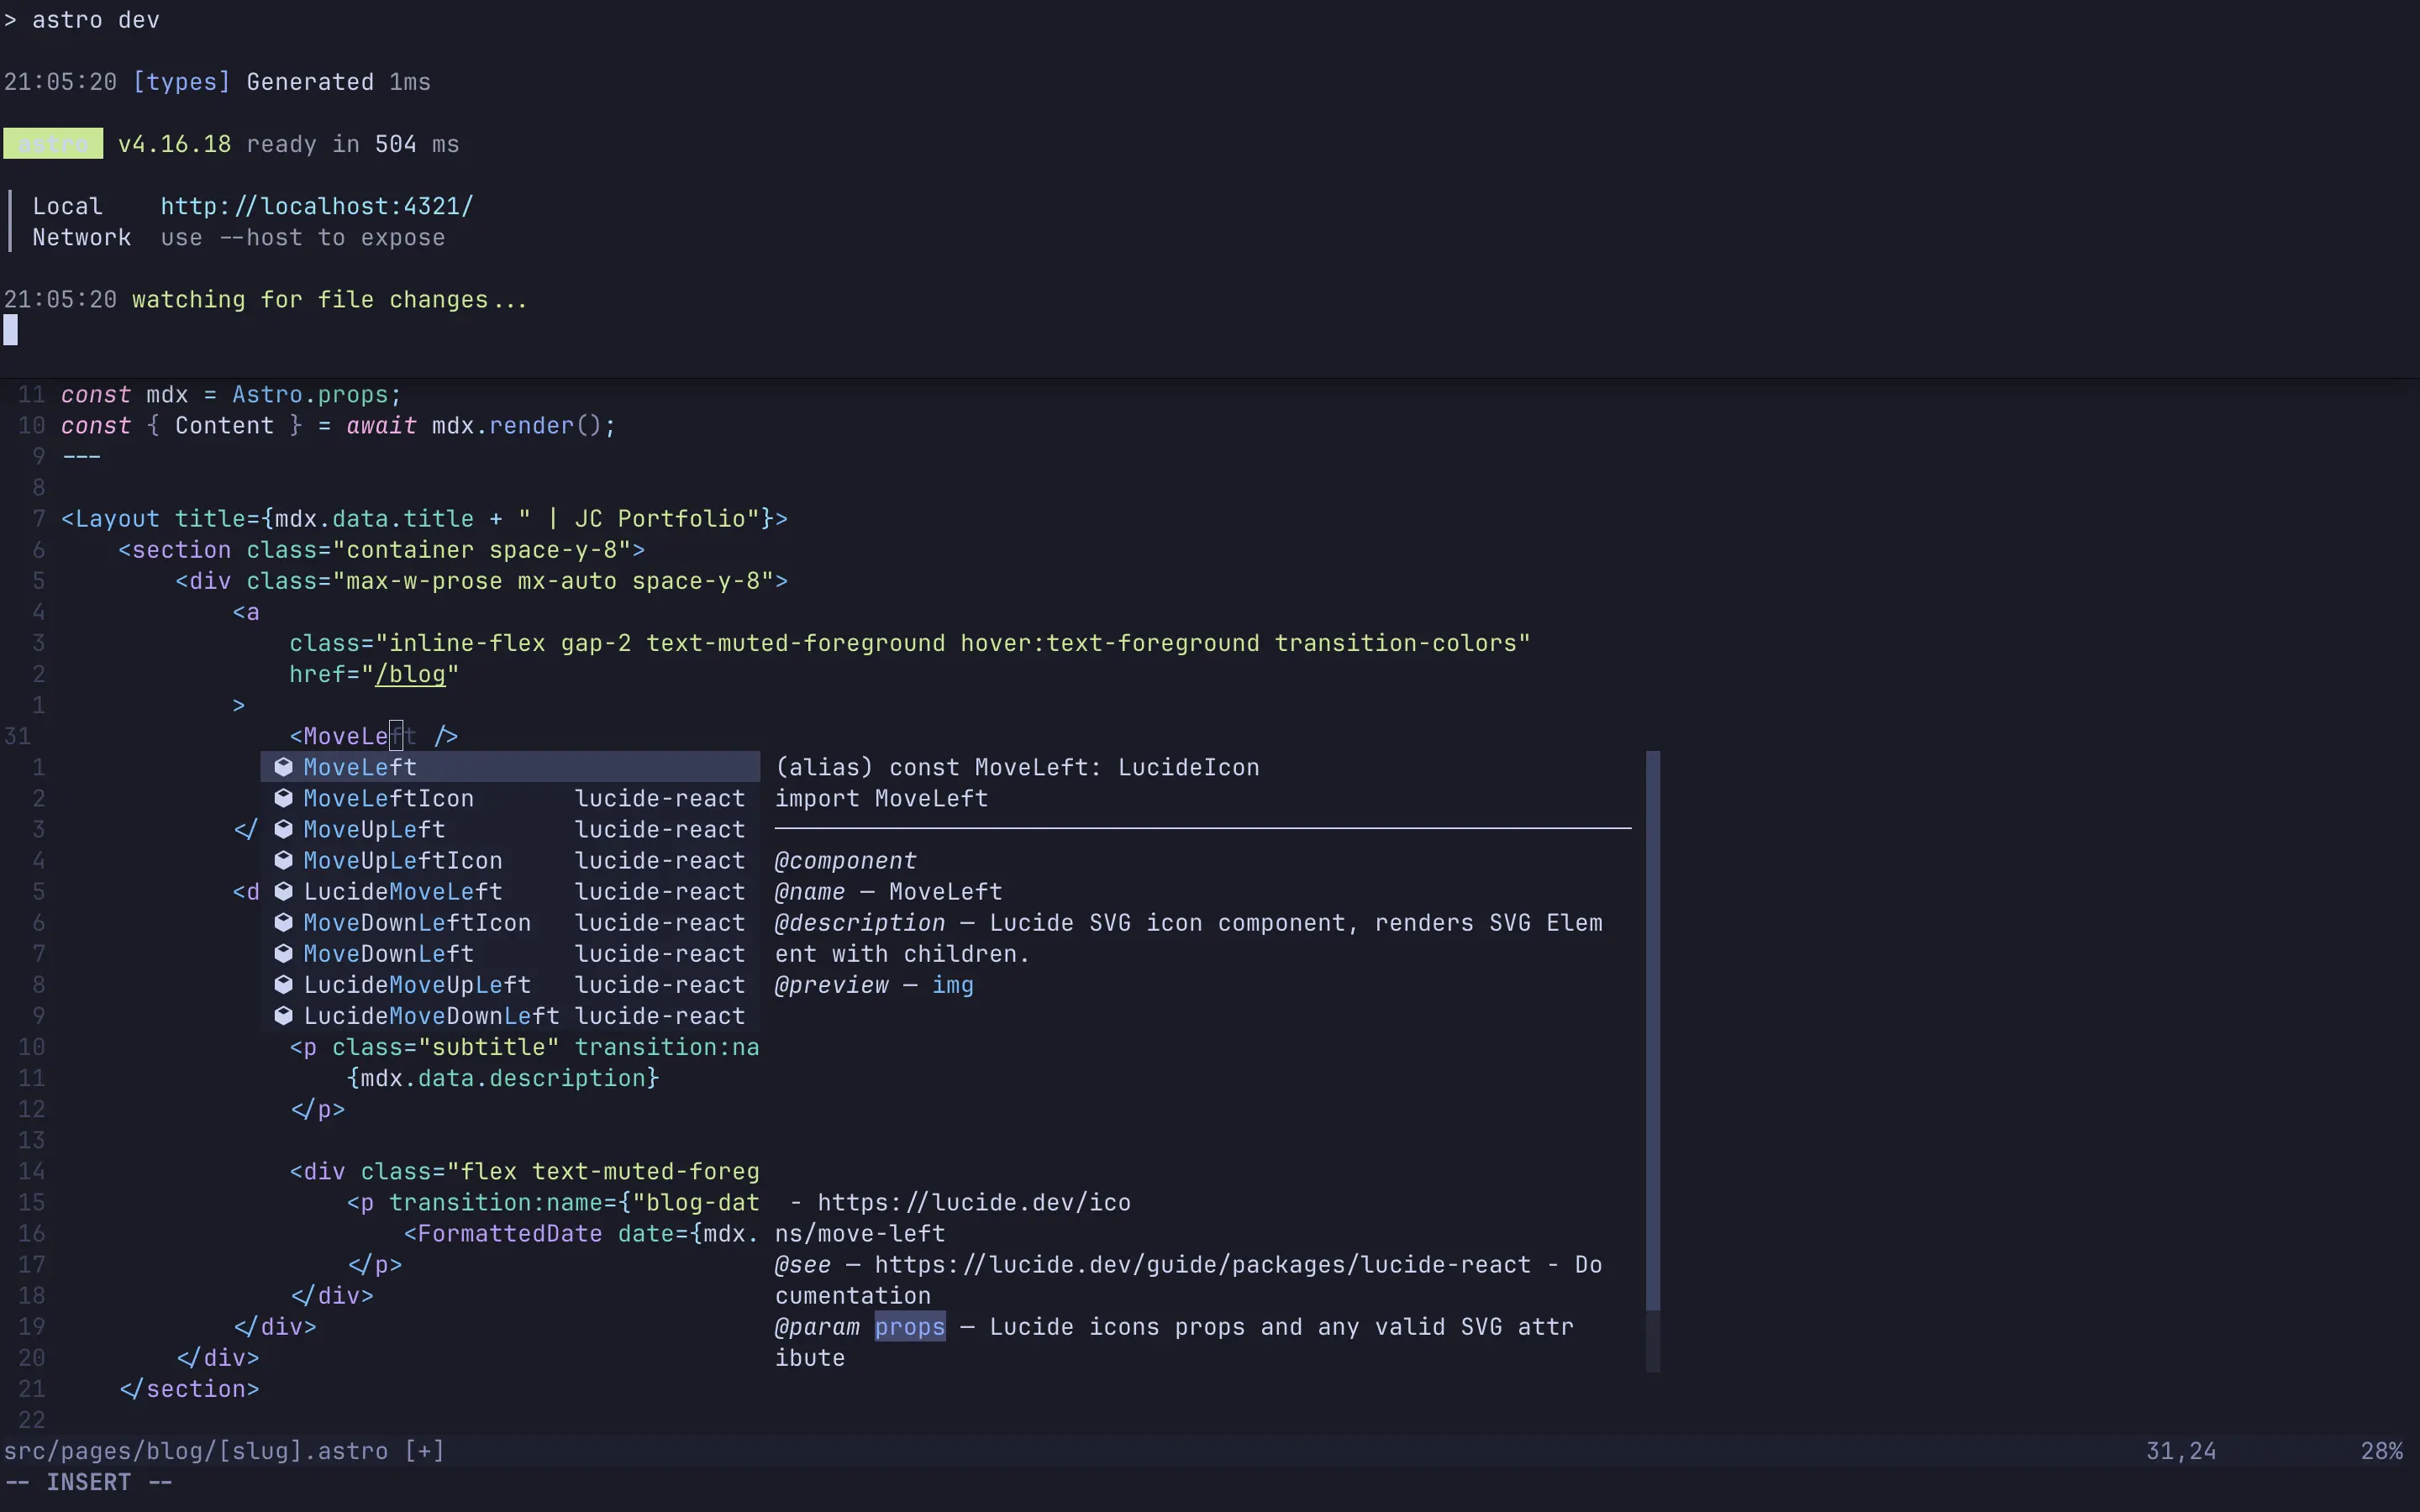 > astro dev
21:05:20 [types] Generated 1ms
astro v4.16.18 ready in 504 ms
Local http://localhost:4321/
Network use --host to expose
21:05:20 watching for file changes...
11 const mdx = Astro.props;
10 const { Content } = await mdx.render();
9 ---
8
7 <Layout title={mdx.data.title + " | JC Portfolio"}>
6 <section class="container space-y-8">
5 <div class="max-w-prose mx-auto space-y-8">
4 <a
3 class="inline-flex gap-2 text-muted-foreground hover:text-foreground transition-colors"
2 href="/blog"
1 >
31 <MoveLeft />
1 MoveLeft (alias) const MoveLeft: LucideIcon
2 MoveLeftIcon lucide-react import MoveLeft
3 </ MoveUpLeft lucide-react
4 MoveUpLeftIcon lucide-react @component
5 <d LucideMoveLeft lucide-react @name — MoveLeft
6 MoveDownLeftIcon lucide-react @description — Lucide SVG icon component, renders SVG Elem
7 MoveDownLeft lucide-react ent with children.
8 LucideMoveUpLeft lucide-react @preview — img
9 LucideMoveDownLeft lucide-react
10 <p class="subtitle" transition:na
11 {mdx.data.description}
12 </p>
13
14 <div class="flex text-muted-foreg
15 <p transition:name={"blog-dat - https://lucide.dev/ico
16 <FormattedDate date={mdx. ns/move-left
17 </p> @see — https://lucide.dev/guide/packages/lucide-react - Do
18 </div> cumentation
19 </div> @param props — Lucide icons props and any valid SVG attr
20 </div> ibute
21 </section>
22
src/pages/blog/[slug].astro [+] 31,24 28%
-- INSERT --